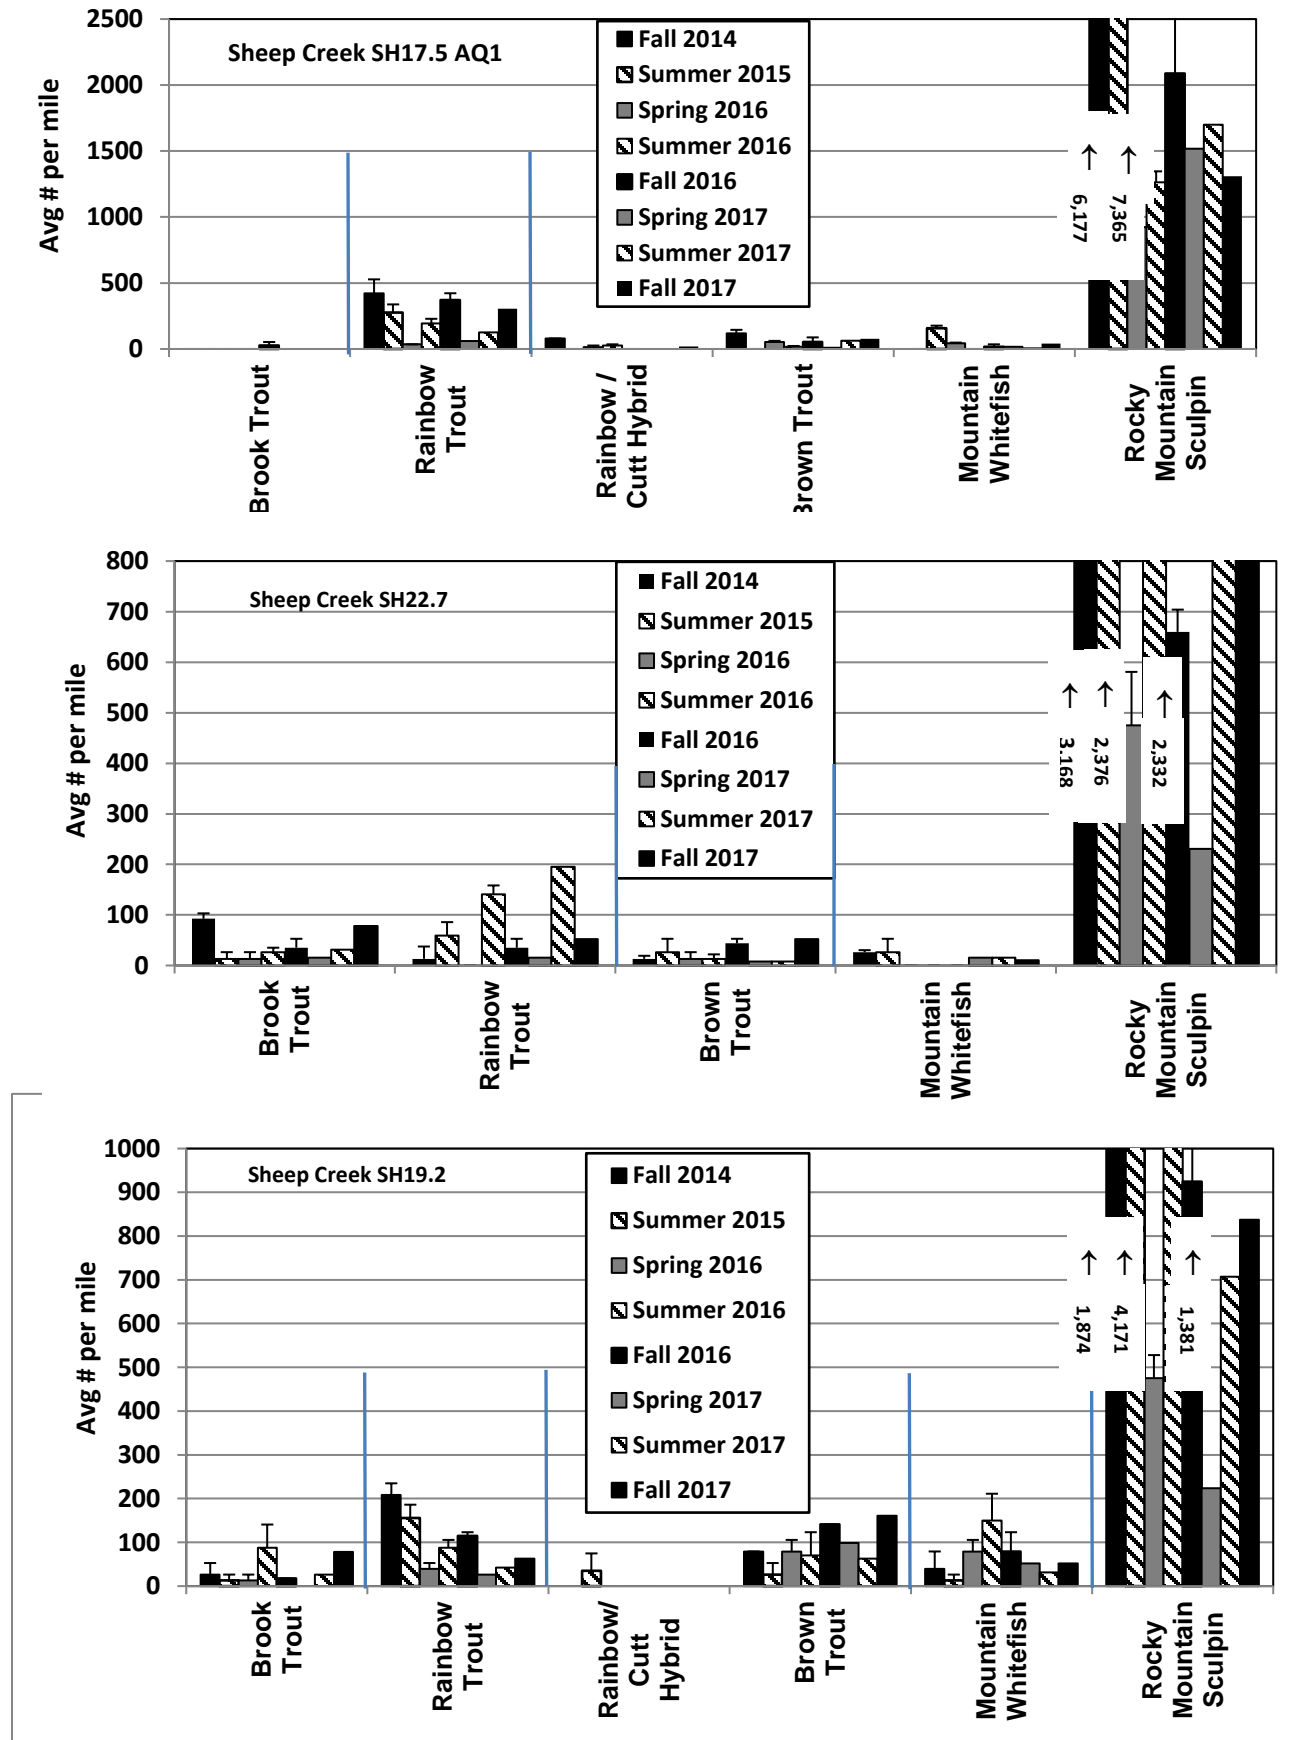 2500
2000
1500
1000
500
0
Avg # per mile
Sheep Creek SH17.5 AQ1
Fall 2014
Summer 2015
Spring 2016
Summer 2016
Fall 2016
Spring 2017
Summer 2017
Fall 2017
↑
6,177
↑
7,365
Brook Trout
Rainbow
Trout
Rainbow /
Cutt Hybrid
Brown Trout
Mountain
Whitefish
Rocky
Mountain
Sculpin
800
700
600
500
400
300
200
100
0
Avg # per mile
Sheep Creek SH22.7
Fall 2014
Summer 2015
Spring 2016
Summer 2016
Fall 2016
Spring 2017
Summer 2017
Fall 2017
↑
3.168
↑
2,376
↑
2,332
Brook
Trout
Rainbow
Trout
Brown
Trout
Mountain
Whitefish
Rocky
Mountain
Sculpin
1000
900
800
700
600
500
400
300
200
100
0
Avg # per mile
Sheep Creek SH19.2
Fall 2014
Summer 2015
Spring 2016
Summer 2016
Fall 2016
Spring 2017
Summer 2017
Fall 2017
↑
1,874
↑
4,171
↑
1,381
Brook
Trout
Rainbow
Trout
Rainbow/
Cutt
Hybrid
Brown
Trout
Mountain
Whitefish
Rocky
Mountain
Sculpin